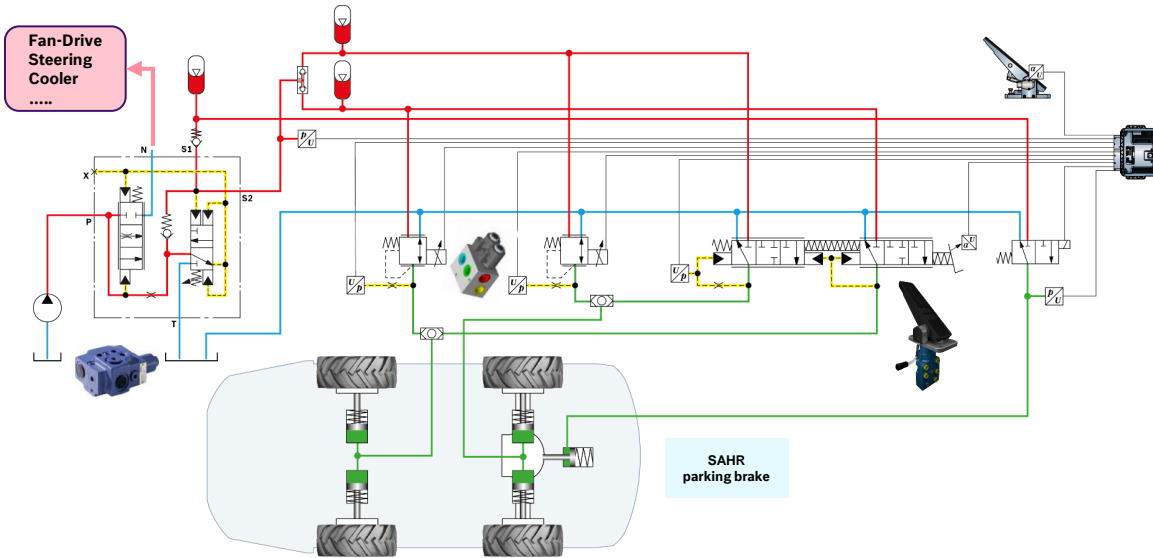 Fan-Drive
Steering
Cooler
.....
N
S1
X
S2
P
T
p/U
α/U
U/p
U/p
U/p
α/U
p/U
SAHR
parking brake